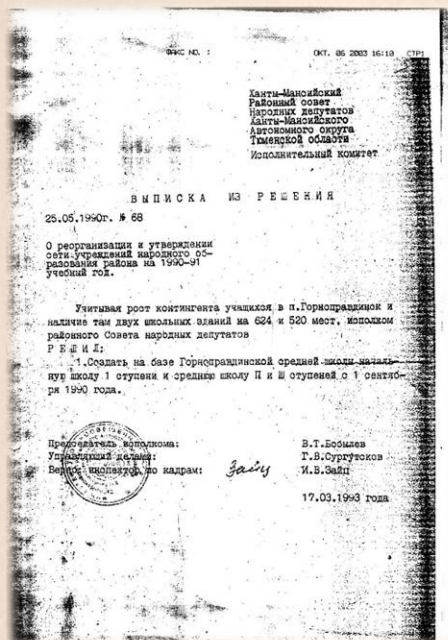 ФАКС NO. : ОКТ. 06 2003 16:10 СТР1
Ханты-Мансийский
Районный совет
Народных депутатов
Ханты-Мансийского
Автономного округа
Тюменской области
Исполнительный комитет
ВЫПИСКА ИЗ РЕШЕНИЯ
25.05.1990г. № 68
О реорганизации и утверждении
сети учреждений народного об-
разования района на 1990-91
учебный год.
Учитывая рост контингента учащихся в п.Горноправдинск и
наличие там двух школьных зданий на 624 и 520 мест, исполком
районного Совета народных депутатов
РЕШИЛ:
1.Создать на базе Горноправдинской средней школы началь-
ную школу 1 ступени и среднюю школу П и Ш ступеней с 1 сентяб-
ря 1990 года.
Председатель исполкома: В.Т.Бобылев
Управляющий делами: Г.В.Сургутсков
Верно: инспектор по кадрам: Зайц И.В.Зайц
17.03.1993 года